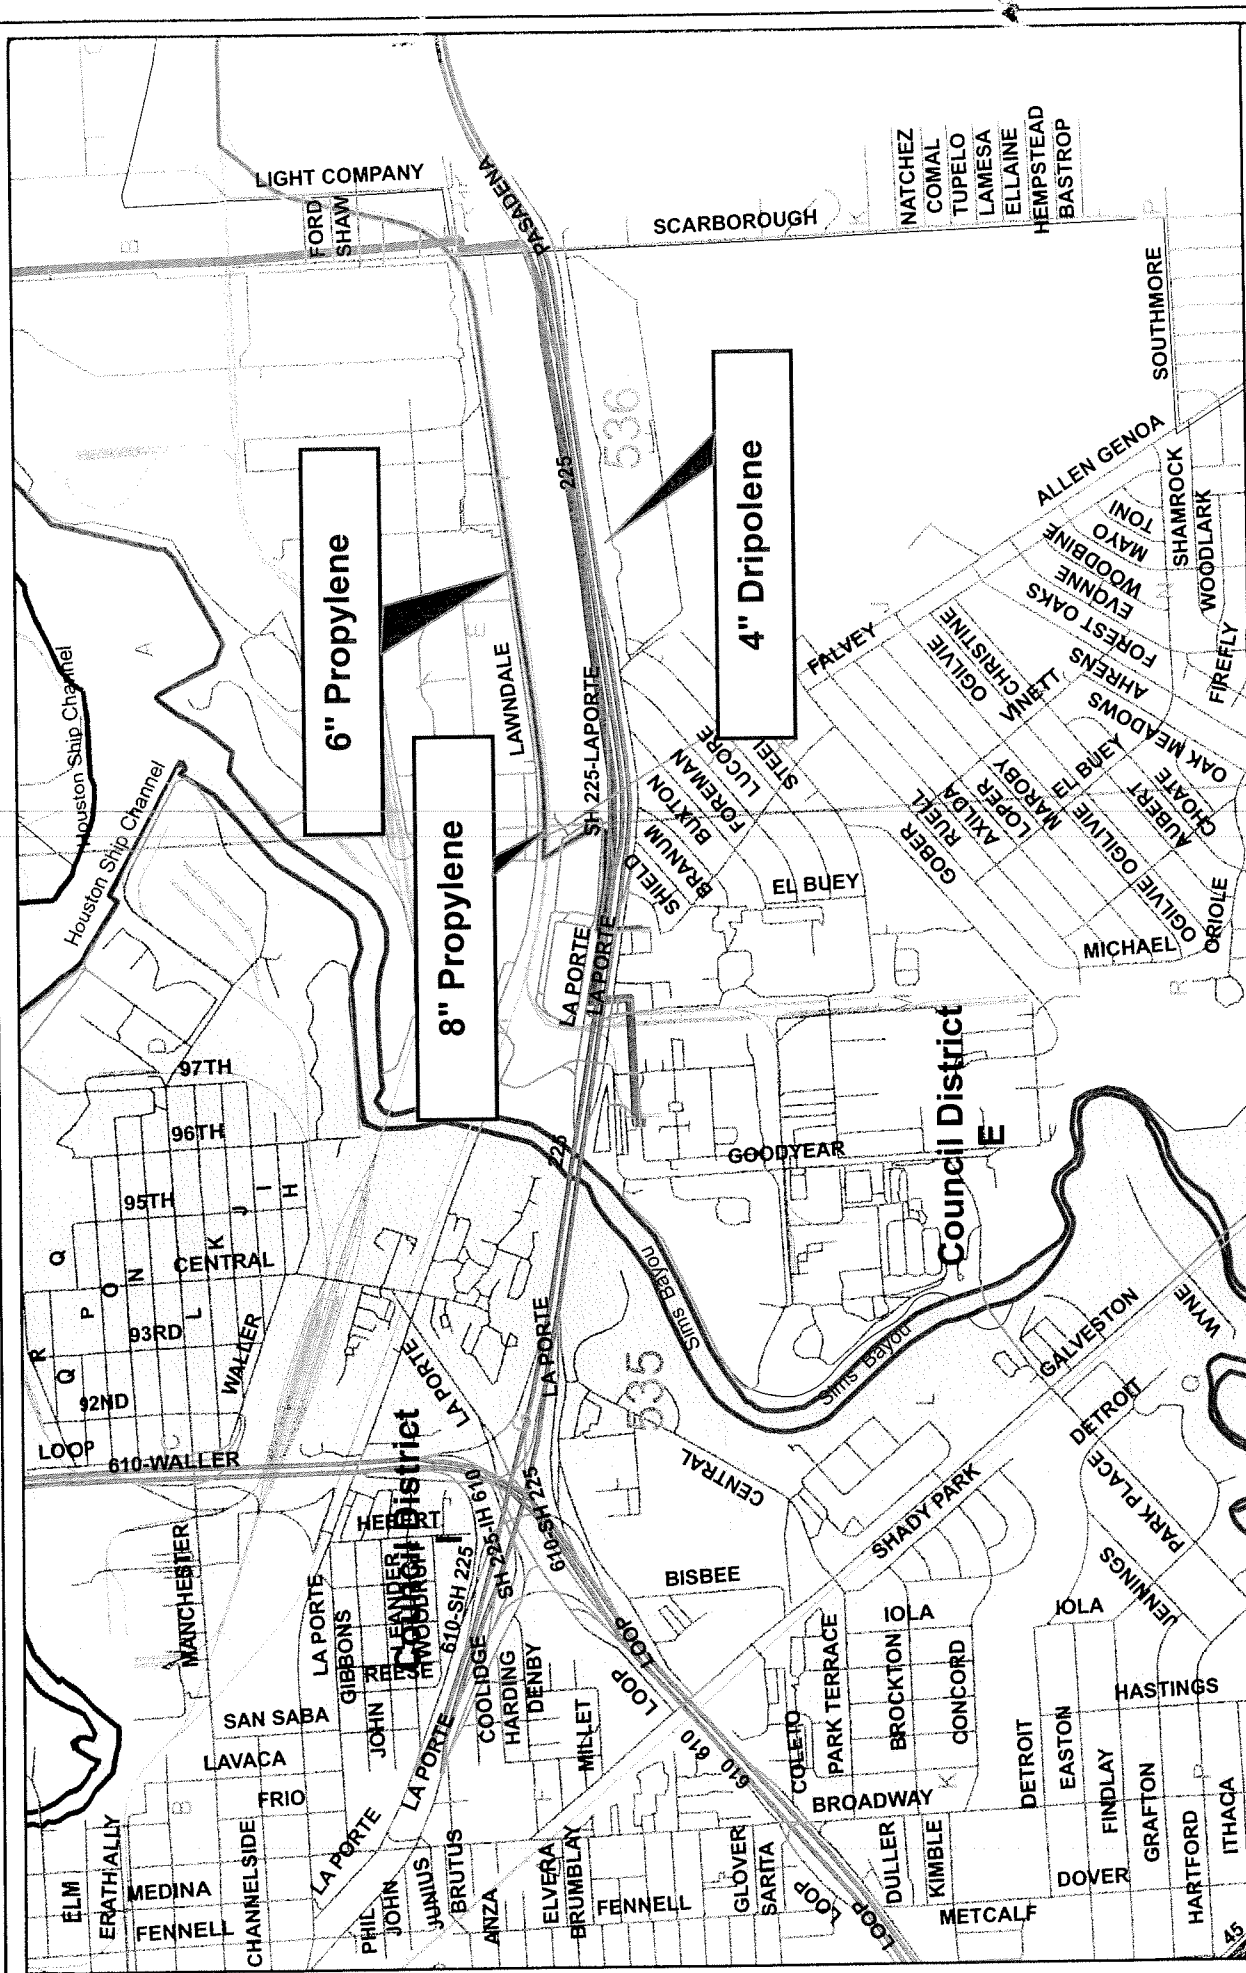 LIGHT COMPANY
FORD
SHAW
PASADENA
SCARBOROUGH
NATCHEZ
COMAL
TUPELO
LAMESA
ELLAINE
HEMPSTEAD
BASTROP
SOUTHMORE
B
K
P
6" Propylene
8" Propylene
4" Dripolene
536
225
LAWNDALE
E
A
J
N
Houston Ship Channel
Houston Ship Channel
SH 225-LAPORTE
ALLEN GENOA
SHAMROCK
WOODLARK
FIREFLY
TONI
MAYO
WOODBINE
EVONNE
FOREST OAKS
AHRENS
OAK MEADOWS
FALVEY
OGILVIE
CHRISTINE
VINETT
EL BUEY
AUBERT
CHOATE
LUCORE
FOREMAN
BUXTON
BRANUM
SHIELD
EL BUEY
GOBER
RUELL
AXILDA
LOPER
MAROBY
OGILIVE
OGILVIE
MICHAEL
ORIOLE
R
LA PORTE
LA PORTE
D
97TH
96TH
95TH
CENTRAL
93RD
92ND
WALLER
Q
P
O
N
L
K
J
I
H
R
Q
LOOP
610-WALLER
225
GOODYEAR
Council District
E
Sims Bayou
Sims Bayou
LA PORTE
LA PORTE
535
L
GALVESTON
WYNE
DETROIT
PARK PLACE
JENNINGS
Q
CENTRAL
SHADY PARK
BISBEE
HEBERT
Council District
I
LEANDER
WOODRUFF
REESE
610-SH 225
SH 225-IH 610
610-SH 225
MANCHESTER
LA PORTE
GIBBONS
JOHN
COOLIDGE
HARDING
DENBY
MILLET
LOOP
LOOP
610
610
610
IOLA
IOLA
PARK TERRACE
BROCKTON
CONCORD
COLETO
BROADWAY
K
HASTINGS
DETROIT
EASTON
FINDLAY
GRAFTON
HARTFORD
ITHACA
P
SAN SABA
LAVACA
FRIO
B
LA PORTE
LA PORTE
ELM
ERATH
ALLY
MEDINA
FENNELL
CHANNELSIDE
PHIL
JOHN
JUNIUS
BRUTUS
ANZA
ELVERA
BRUMBLAY
FENNELL
GLOVER
SARITA
LOOP
LOOP
DULLER
KIMBLE
METCALF
DOVER
45